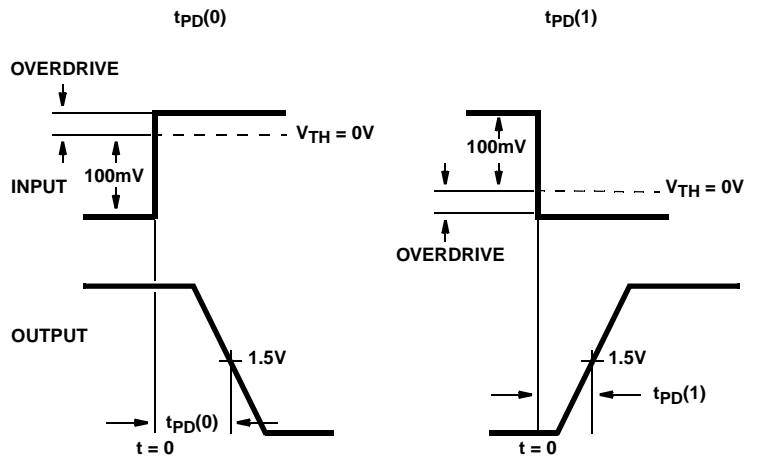 tPD(0)
tPD(1)
OVERDRIVE
VTH = 0V
100mV
INPUT
100mV
VTH = 0V
OVERDRIVE
OUTPUT
1.5V
1.5V
tPD(0)
tPD(1)
t = 0
t = 0